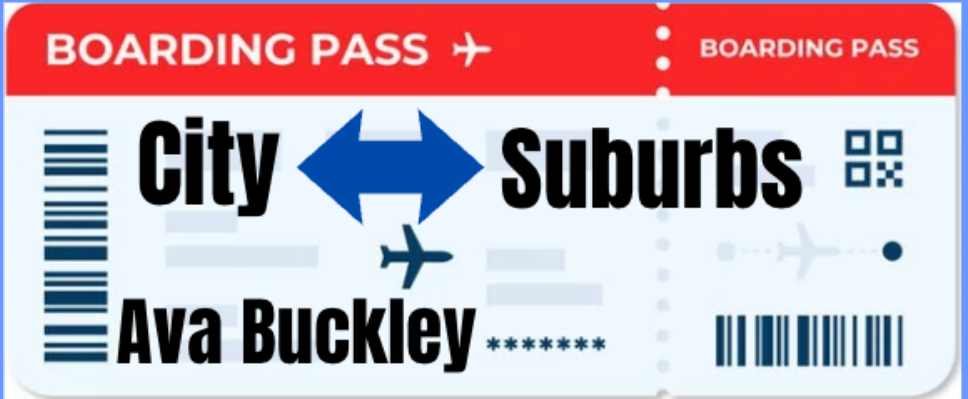 BOARDING PASS
BOARDING PASS
City
Suburbs
Ava Buckley
*******